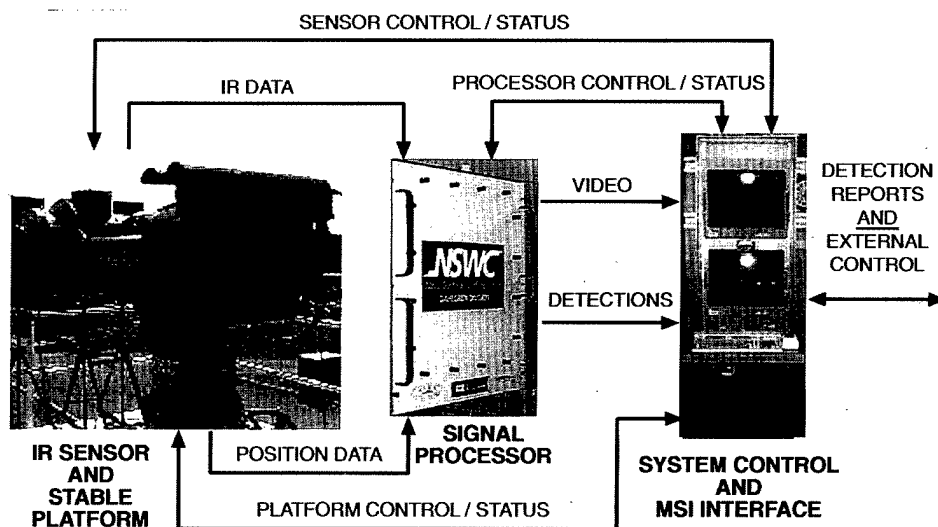 SENSOR CONTROL / STATUS
IR DATA
PROCESSOR CONTROL / STATUS
VIDEO
DETECTION
REPORTS
AND
EXTERNAL
CONTROL
NSWC
DETECTIONS
POSITION DATA
SIGNAL
PROCESSOR
IR SENSOR
AND
STABLE
PLATFORM
SYSTEM CONTROL
AND
MSI INTERFACE
PLATFORM CONTROL / STATUS